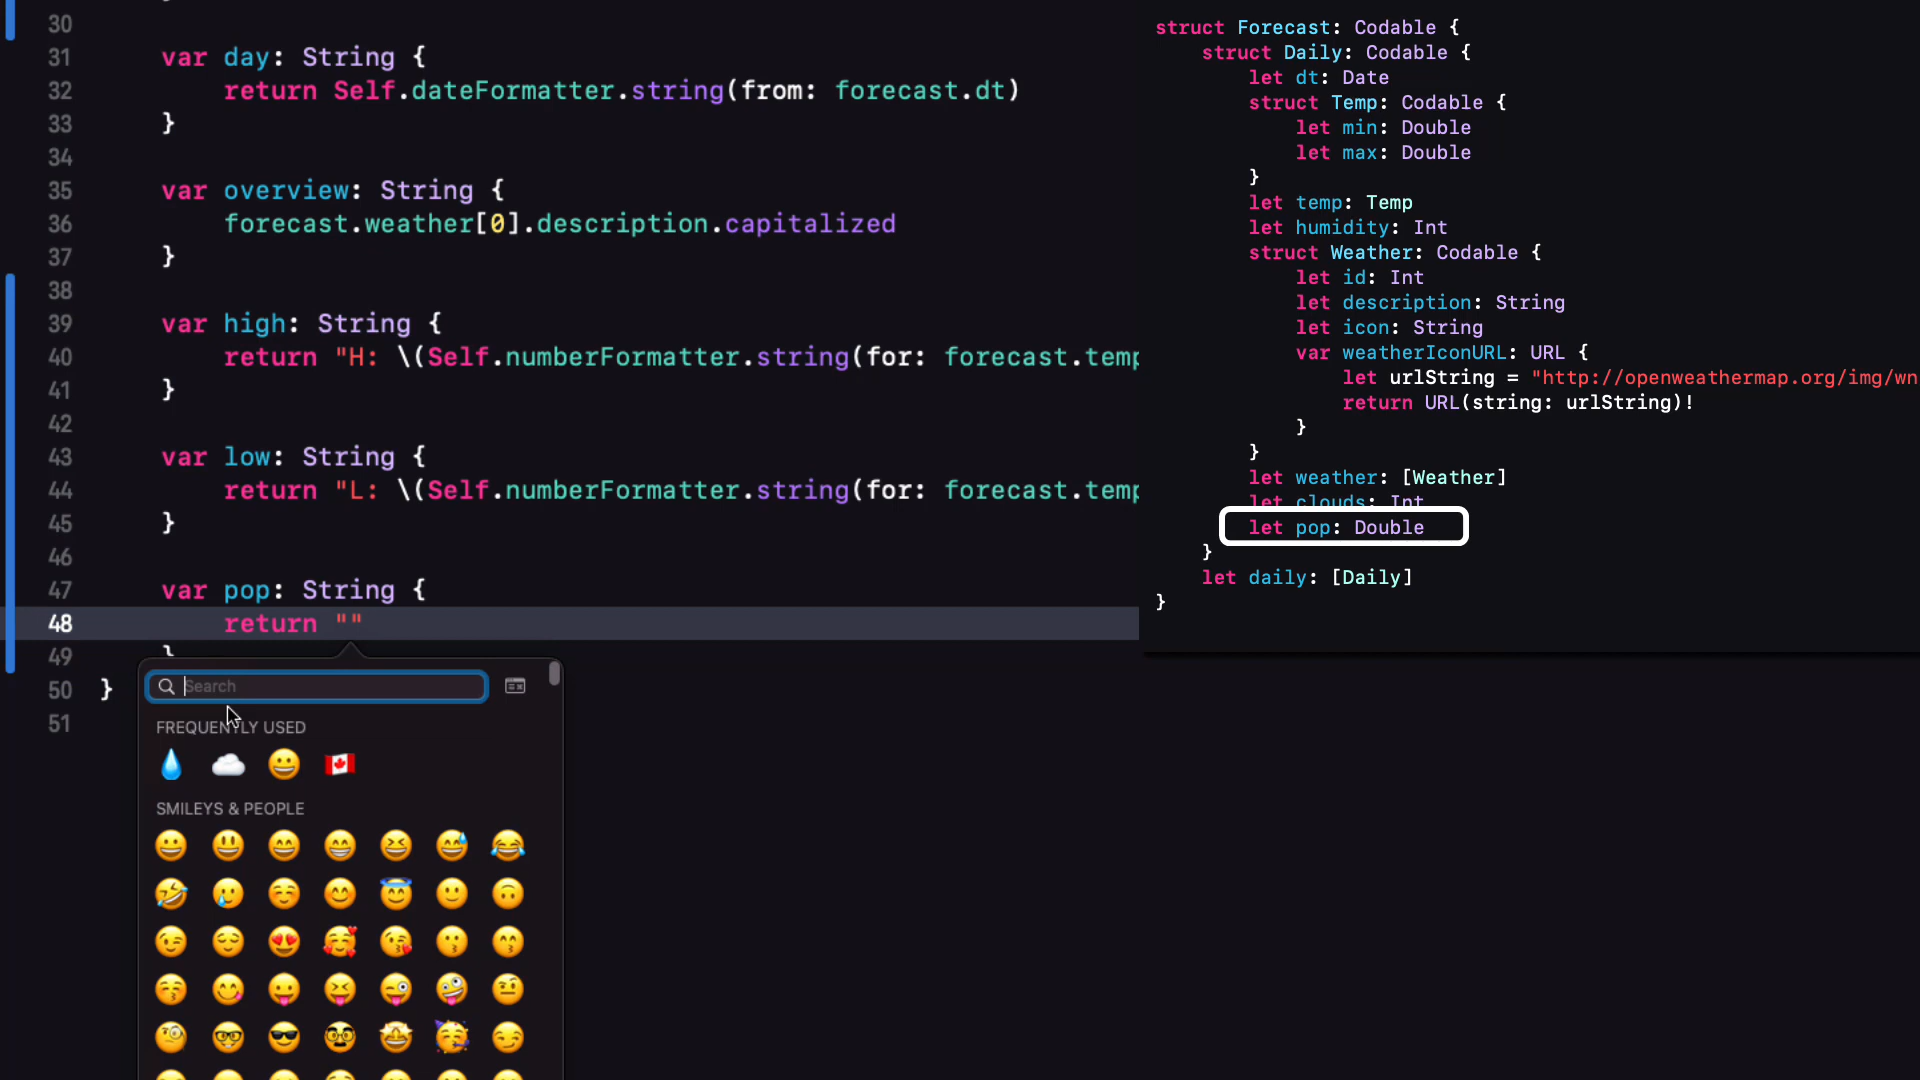 30
31 var day: String {
32 return Self.dateFormatter.string(from: forecast.dt)
33 }
34
35 var overview: String {
36 forecast.weather[0].description.capitalized
37 }
38
39 var high: String {
40 return "H: \(Self.numberFormatter.string(for: forecast.temp
41 }
42
43 var low: String {
44 return "L: \(Self.numberFormatter.string(for: forecast.temp
45 }
46
47 var pop: String {
48 return ""
49 }
50 }
51
Search
FREQUENTLY USED
SMILEYS & PEOPLE
struct Forecast: Codable {
struct Daily: Codable {
let dt: Date
struct Temp: Codable {
let min: Double
let max: Double
}
let temp: Temp
let humidity: Int
struct Weather: Codable {
let id: Int
let description: String
let icon: String
var weatherIconURL: URL {
let urlString = "http://openweathermap.org/img/wn
return URL(string: urlString)!
}
}
let weather: [Weather]
let clouds: Int
let pop: Double
}
let daily: [Daily]
}